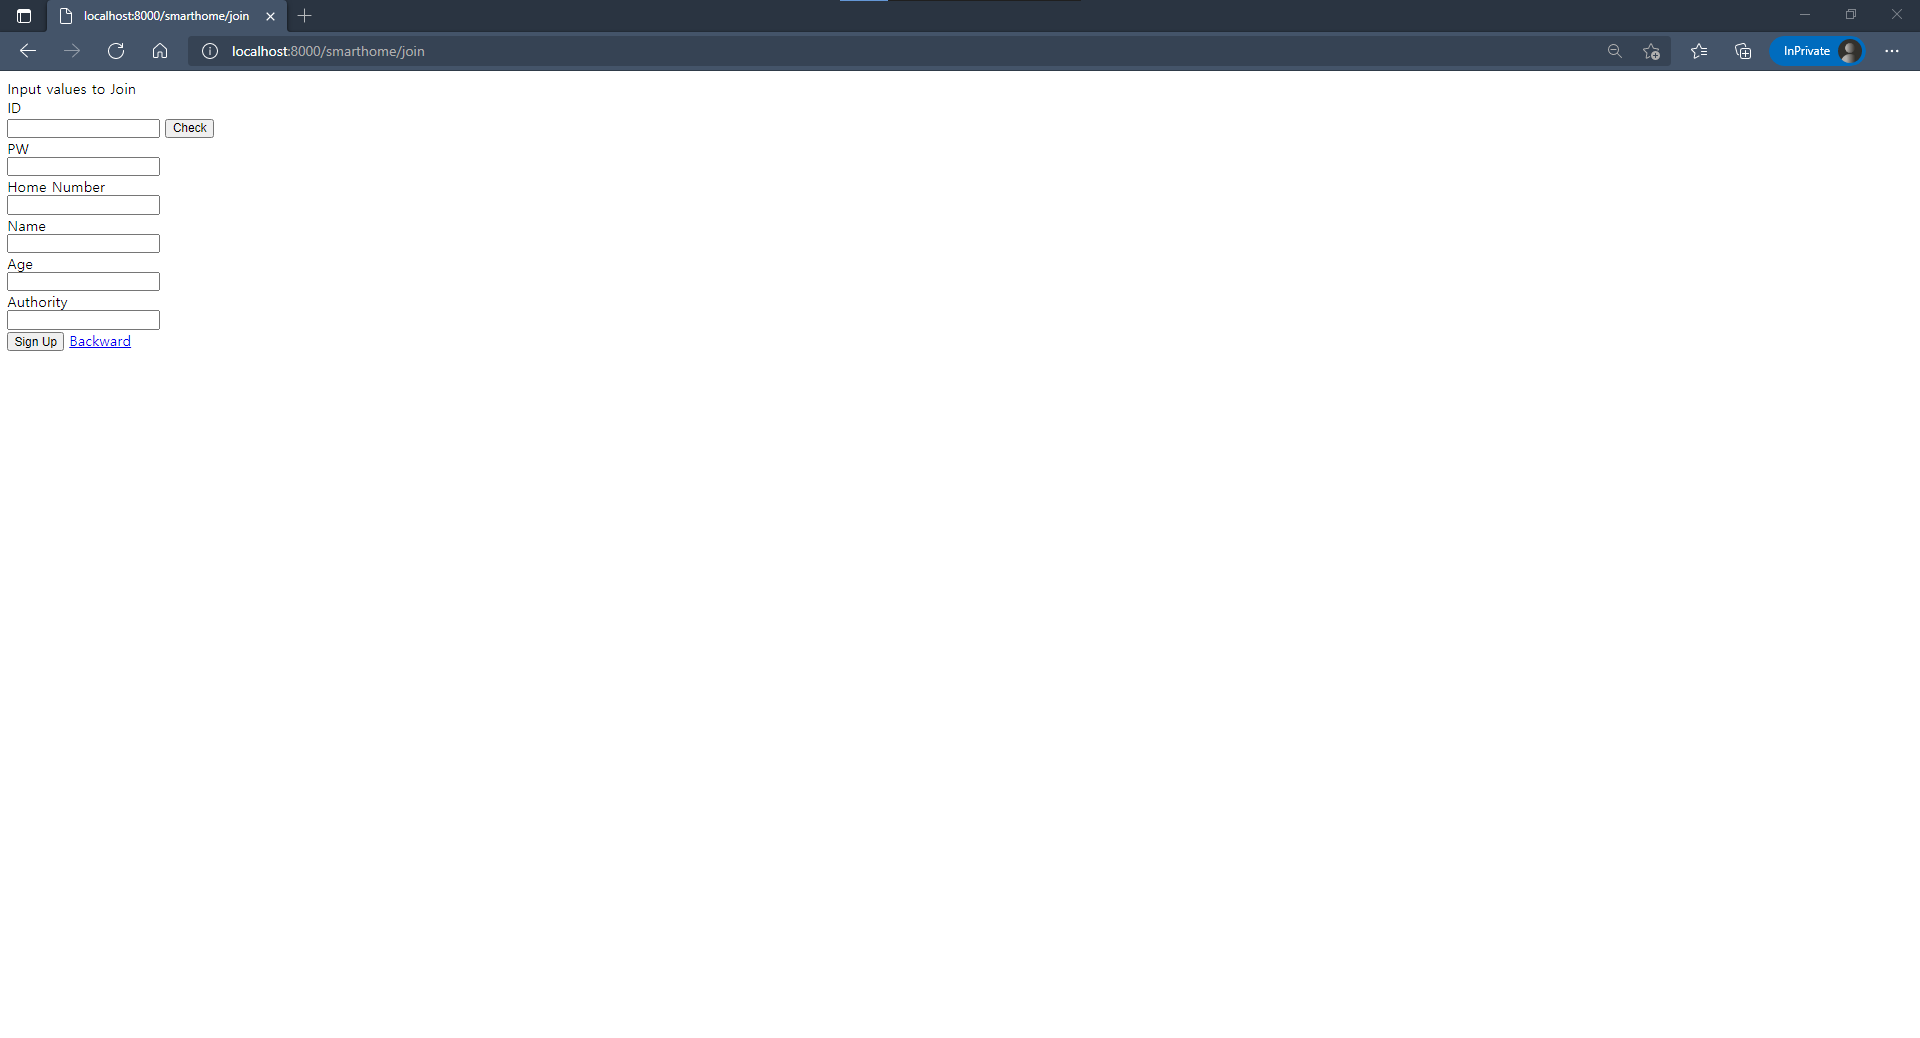 localhost:8000/smarthome/join
localhost:8000/smarthome/join
InPrivate
Input values to Join
ID
Check
PW
Home Number
Name
Age
Authority
Sign Up Backward